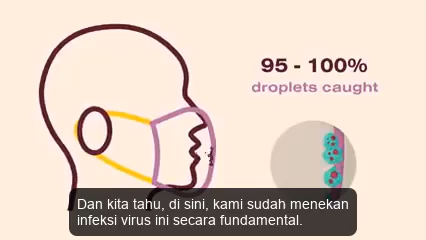 95 - 100%
droplets caught
Dan kita tahu, di sini, kami sudah menekan
infeksi virus ini secara fundamental.